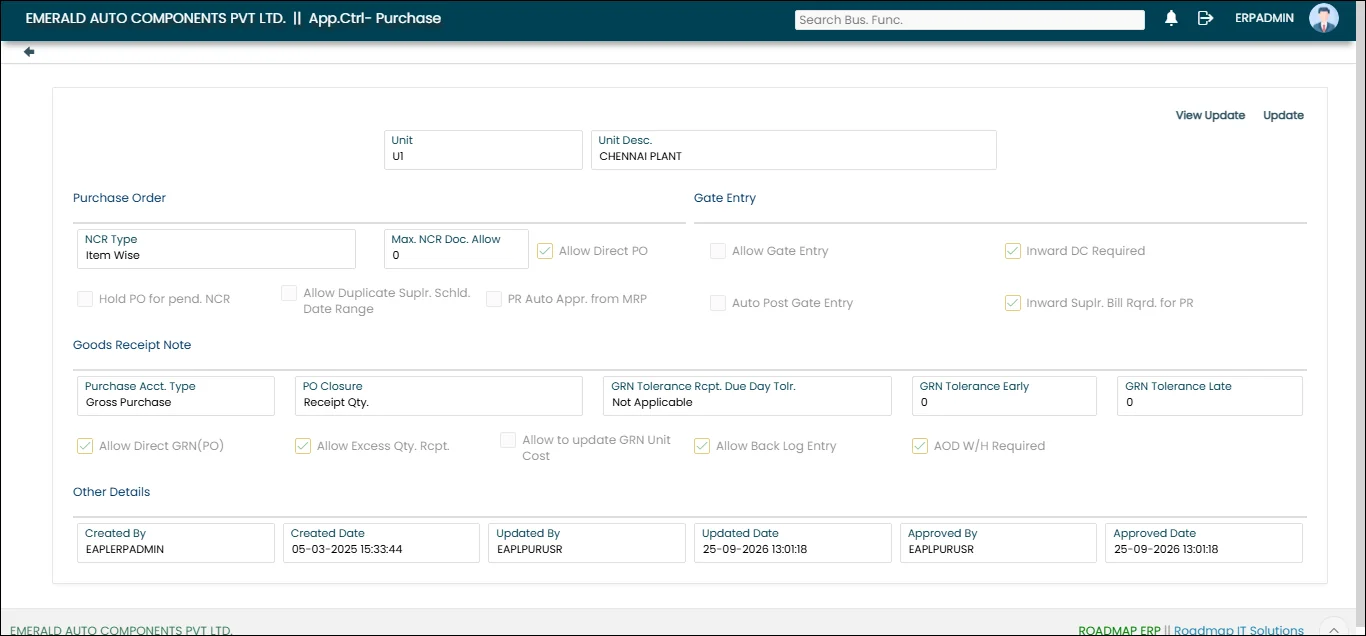 EMERALD AUTO COMPONENTS PVT LTD. || App.Ctrl- Purchase
Search Bus. Func.
ERPADMIN
View Update Update
Unit
U1
Unit Desc.
CHENNAI PLANT
Purchase Order
Gate Entry
NCR Type
Item Wise
Max. NCR Doc. Allow
0
Allow Direct PO
Allow Gate Entry
Inward DC Required
Hold PO for pend. NCR
Allow Duplicate Suplr. Schld.
Date Range
PR Auto Appr. from MRP
Auto Post Gate Entry
Inward Suplr. Bill Rqrd. for PR
Goods Receipt Note
Purchase Acct. Type
Gross Purchase
PO Closure
Receipt Qty.
GRN Tolerance Rcpt. Due Day Tolr.
Not Applicable
GRN Tolerance Early
0
GRN Tolerance Late
0
Allow Direct GRN(PO)
Allow Excess Qty. Rcpt.
Allow to update GRN Unit
Cost
Allow Back Log Entry
AOD W/H Required
Other Details
Created By
EAPLERPADMIN
Created Date
05-03-2025 15:33:44
Updated By
EAPLPURUSR
Updated Date
25-09-2026 13:01:18
Approved By
EAPLPURUSR
Approved Date
25-09-2026 13:01:18
EMERALD AUTO COMPONENTS PVT LTD.
ROADMAP ERP || Roadmap IT Solutions